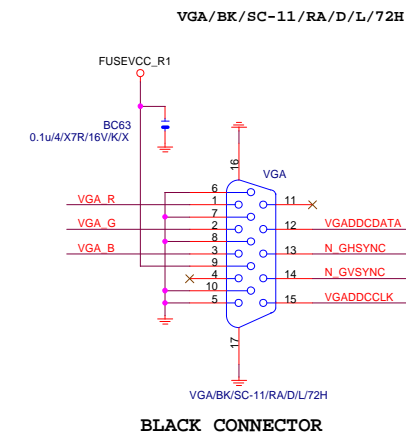 VGA/BK/SC-11/RA/D/L/72H
FUSEVCC_R1
BC63
0.1u/4/X7R/16V/K/X
16
VGA
6
VGA_R
1
11
7
VGA_G
2
12
VGADDCDATA
8
VGA_B
3
13
N_GHSYNC
9
4
14
N_GVSYNC
10
5
15
VGADDCCLK
17
VGA/BK/SC-11/RA/D/L/72H
BLACK CONNECTOR